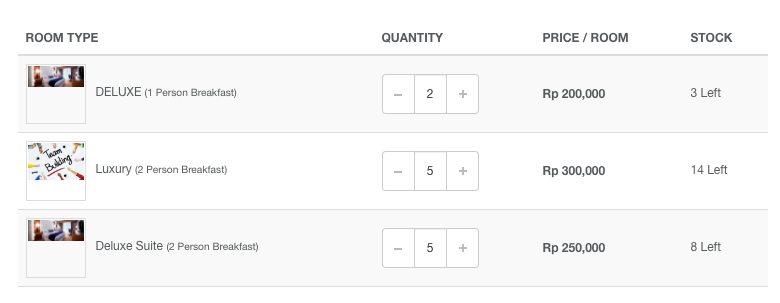 ROOM TYPE QUANTITY PRICE / ROOM STOCK
DELUXE (1 Person Breakfast) − 2 + Rp 200,000 3 Left
Team
Building
Luxury (2 Person Breakfast) − 5 + Rp 300,000 14 Left
Deluxe Suite (2 Person Breakfast) − 5 + Rp 250,000 8 Left